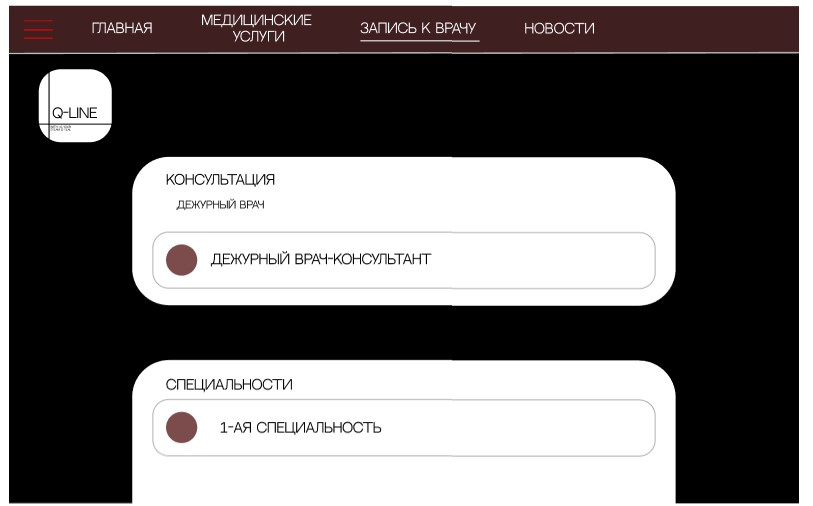 ГЛАВНАЯ
МЕДИЦИНСКИЕ
УСЛУГИ
ЗАПИСЬ К ВРАЧУ
НОВОСТИ
Q-LINE
КОНСУЛЬТАЦИЯ
ДЕЖУРНЫЙ ВРАЧ
ДЕЖУРНЫЙ ВРАЧ-КОНСУЛЬТАНТ
СПЕЦИАЛЬНОСТИ
1-АЯ СПЕЦИАЛЬНОСТЬ